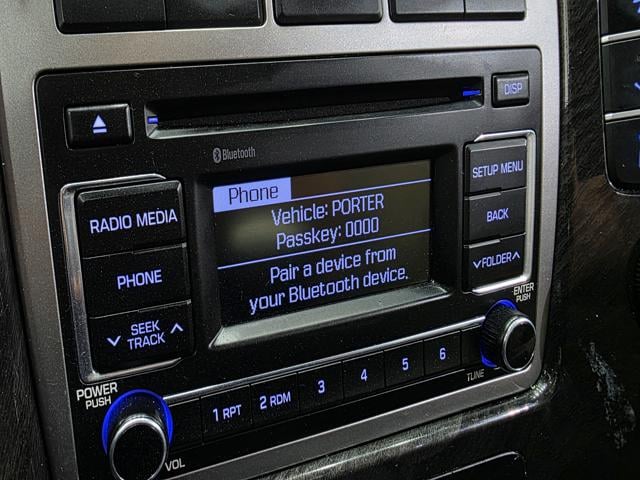 DISP
Bluetooth
Phone
Vehicle: PORTER
Passkey: 0000
Pair a device from
your Bluetooth device.
RADIO MEDIA
PHONE
SEEK
TRACK
SETUP MENU
BACK
FOLDER
ENTER
PUSH
TUNE
POWER
PUSH
VOL
1 RPT
2 RDM
3
4
5
6